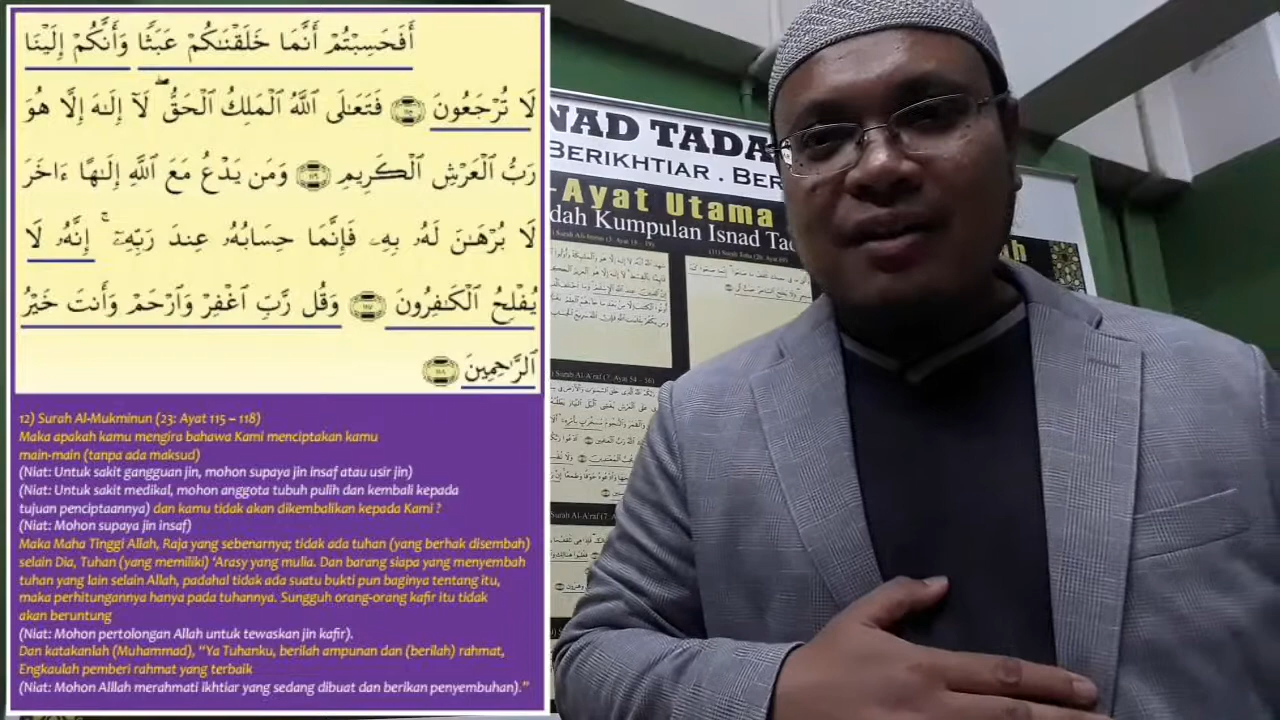 أَفَحَسِبْتُمْ أَنَّمَا خَلَقْنَـٰكُمْ عَبَثًا وَأَنَّكُمْ إِلَيْنَا
لَا تُرْجَعُونَ ١١٥ فَتَعَـٰلَى ٱللَّهُ ٱلْمَلِكُ ٱلْحَقُّ ۖ لَآ إِلَـٰهَ إِلَّا هُوَ
رَبُّ ٱلْعَرْشِ ٱلْكَرِيمِ ١١٦ وَمَن يَدْعُ مَعَ ٱللَّهِ إِلَـٰهًا ءَاخَرَ
لَا بُرْهَـٰنَ لَهُۥ بِهِۦ فَإِنَّمَا حِسَابُهُۥ عِندَ رَبِّهِۦٓ ۚ إِنَّهُۥ لَا
يُفْلِحُ ٱلْكَـٰفِرُونَ ١١٧ وَقُل رَّبِّ ٱغْفِرْ وَٱرْحَمْ وَأَنتَ خَيْرُ
ٱلرَّٰحِمِينَ ١١٨
12) Surah Al-Mukminun (23: Ayat 115 – 118)
Maka apakah kamu mengira bahawa Kami menciptakan kamu
main-main (tanpa ada maksud)
(Niat: Untuk sakit gangguan jin, mohon supaya jin insaf atau usir jin)
(Niat: Untuk sakit medikal, mohon anggota tubuh pulih dan kembali kepada
tujuan penciptaannya) dan kamu tidak akan dikembalikan kepada Kami ?
(Niat: Mohon supaya jin insaf)
Maka Maha Tinggi Allah, Raja yang sebenarnya; tidak ada tuhan (yang berhak disembah)
selain Dia, Tuhan (yang memiliki) ‘Arasy yang mulia. Dan barang siapa yang menyembah
tuhan yang lain selain Allah, padahal tidak ada suatu bukti pun baginya tentang itu,
maka perhitungannya hanya pada tuhannya. Sungguh orang-orang kafir itu tidak
akan beruntung
(Niat: Mohon pertolongan Allah untuk tewaskan jin kafir).
Dan katakanlah (Muhammad), “Ya Tuhanku, berilah ampunan dan (berilah) rahmat,
Engkaulah pemberi rahmat yang terbaik
(Niat: Mohon Alllah merahmati ikhtiar yang sedang dibuat dan berikan penyembuhan).”
NAD TADA
BERIKHTIAR . BER
-Ayat Utama
dah Kumpulan Isnad Tad